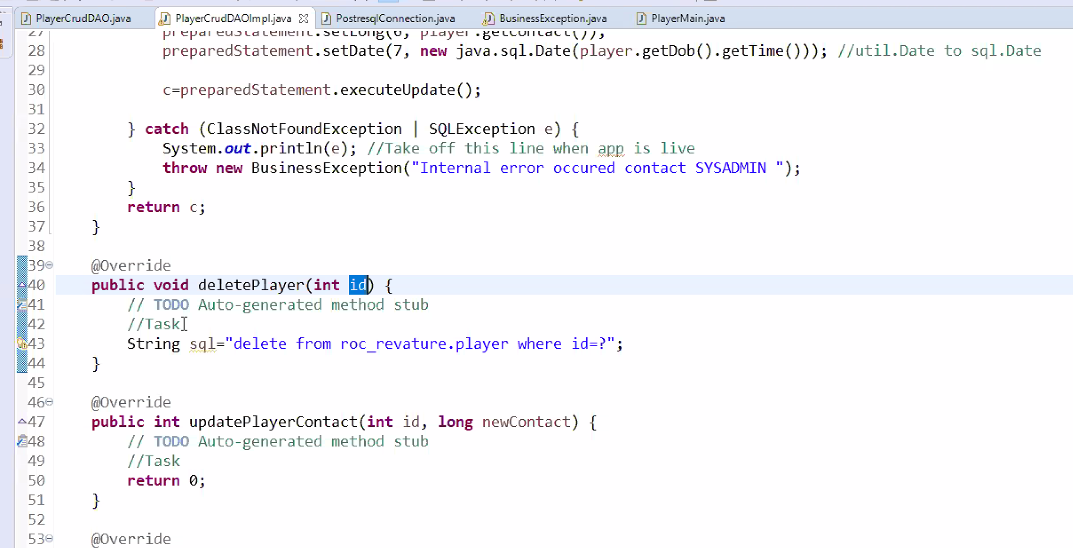 PlayerCrudDAO.java PlayerCrudDAOImpl.java PostresqlConnection.java BusinessException.java PlayerMain.java
27 preparedStatement.setLong(6, player.getContact());
28 preparedStatement.setDate(7, new java.sql.Date(player.getDob().getTime())); //util.Date to sql.Date
29
30 c=preparedStatement.executeUpdate();
31
32 } catch (ClassNotFoundException | SQLException e) {
33 System.out.println(e); //Take off this line when app is live
34 throw new BusinessException("Internal error occured contact SYSADMIN ");
35 }
36 return c;
37 }
38
39 @Override
40 public void deletePlayer(int id) {
41 // TODO Auto-generated method stub
42 //Task
43 String sql="delete from roc_revature.player where id=?";
44 }
45
46 @Override
47 public int updatePlayerContact(int id, long newContact) {
48 // TODO Auto-generated method stub
49 //Task
50 return 0;
51 }
52
53 @Override